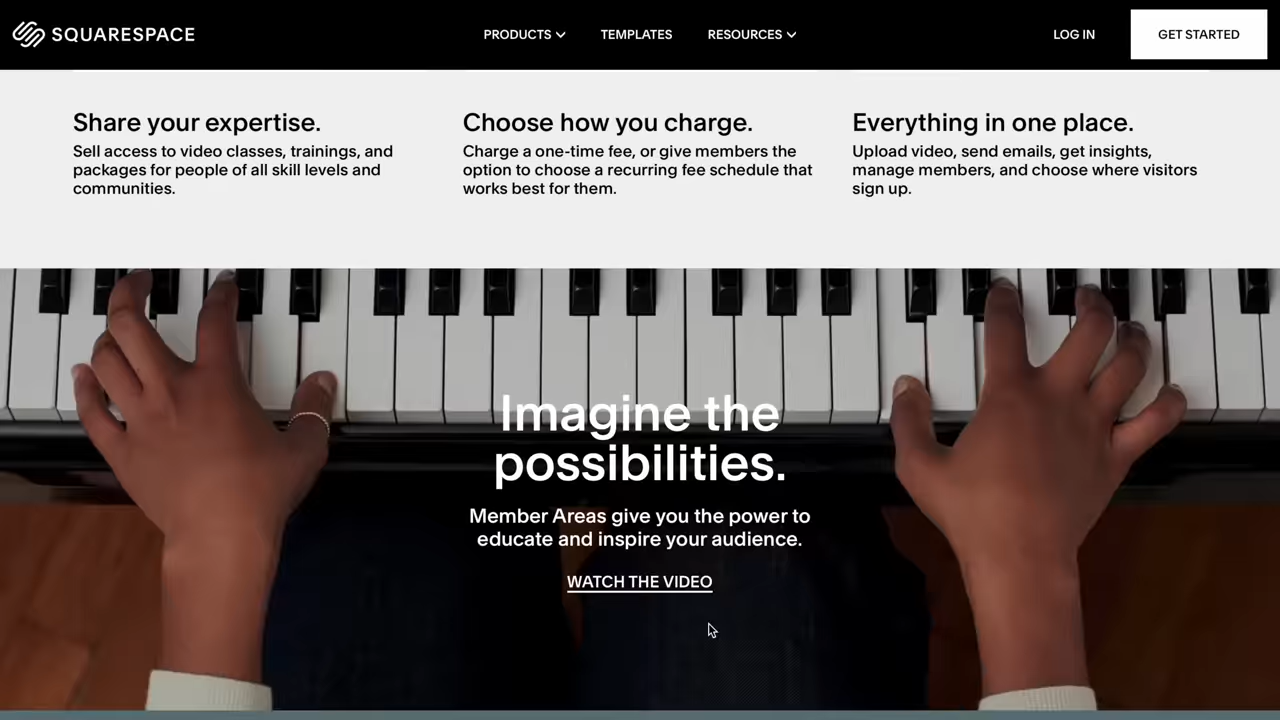 SQUARESPACE
PRODUCTS
TEMPLATES
RESOURCES
LOG IN
GET STARTED
Share your expertise.
Sell access to video classes, trainings, and
packages for people of all skill levels and
communities.
Choose how you charge.
Charge a one-time fee, or give members the
option to choose a recurring fee schedule that
works best for them.
Everything in one place.
Upload video, send emails, get insights,
manage members, and choose where visitors
sign up.
Imagine the
possibilities.
Member Areas give you the power to
educate and inspire your audience.
WATCH THE VIDEO